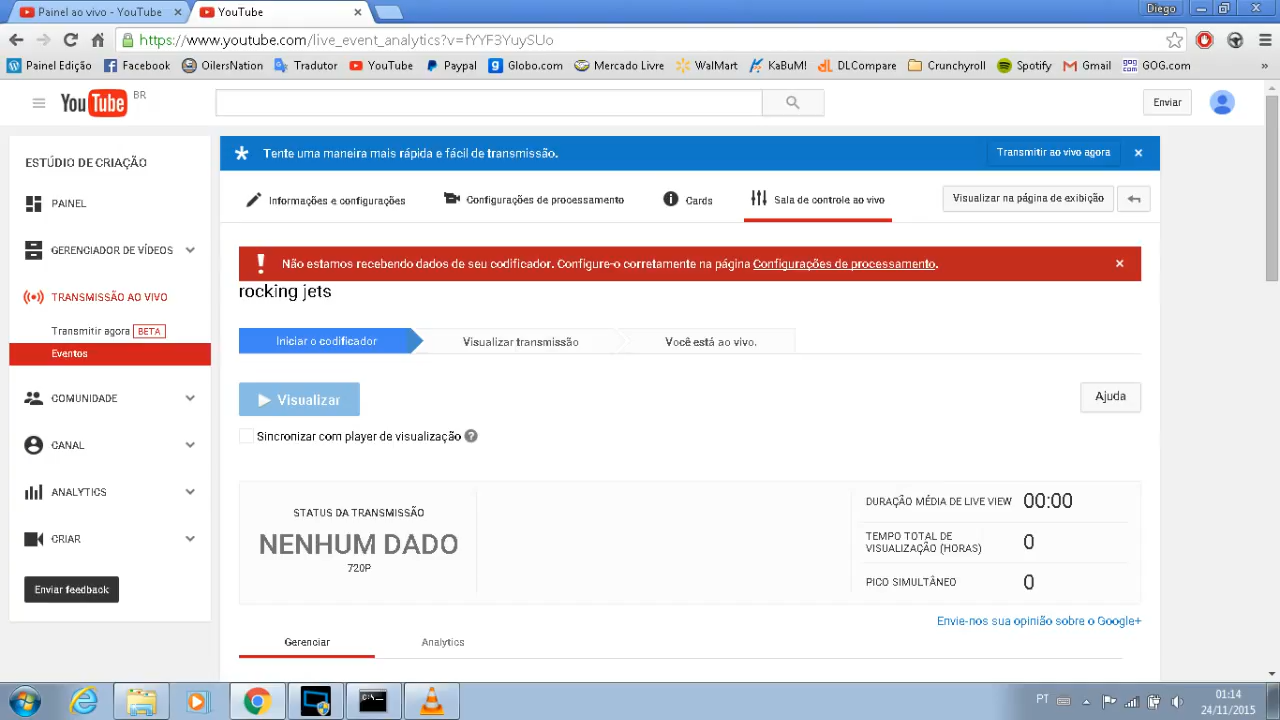 Painel ao vivo - YouTube
YouTube
Diego
https://www.youtube.com/live_event_analytics?v=fYYF3YuySUo
Painel Edição Facebook OilersNation Tradutor YouTube Paypal Globo.com Mercado Livre WalMart KaBuM! DLCompare Crunchyroll Spotify Gmail GOG.com »
YouTube BR
Enviar
ESTÚDIO DE CRIAÇÃO
PAINEL
GERENCIADOR DE VÍDEOS
TRANSMISSÃO AO VIVO
Transmitir agora BETA
Eventos
COMUNIDADE
CANAL
ANALYTICS
CRIAR
Enviar feedback
Tente uma maneira mais rápida e fácil de transmissão.
Transmitir ao vivo agora
Informações e configurações
Configurações de processamento
Cards
Sala de controle ao vivo
Visualizar na página de exibição
Não estamos recebendo dados de seu codificador. Configure-o corretamente na página Configurações de processamento.
rocking jets
Iniciar o codificador
Visualizar transmissão
Você está ao vivo.
Visualizar
Ajuda
Sincronizar com player de visualização ?
STATUS DA TRANSMISSÃO
NENHUM DADO
720P
DURAÇÃO MÉDIA DE LIVE VIEW 00:00
TEMPO TOTAL DE
VISUALIZAÇÃO (HORAS) 0
PICO SIMULTÂNEO 0
Envie-nos sua opinião sobre o Google+
Gerenciar
Analytics
PT
01:14
24/11/2015